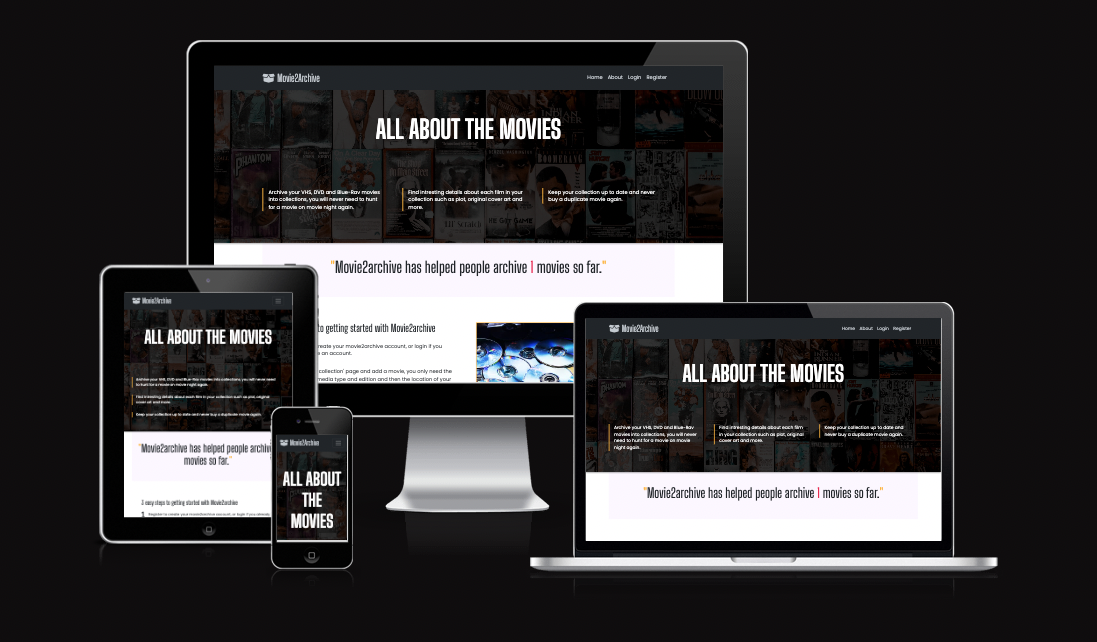 Movie2Archive
Home About Login Register
ALL ABOUT THE MOVIES
Archive your VHS, DVD and Blue-Ray movies
into collections, you will never need to hunt
for a movie on movie night again.
Find intresting details about each film in your
collection such as plot, original cover art and
more.
Keep your collection up to date and never
buy a duplicate movie again.
PHANTOM
BOOMERANG
"Movie2archive has helped people archive 1 movies so far."
to getting started with Movie2archive
create your movie2archive account, or login if you
an account.
collection' page and add a movie, you only need the
media type and edition and then the location of your
Movie2Archive
ALL ABOUT THE MOVIES
Archive your VHS, DVD and Blue-Ray movies into collections, you will never need
to hunt for a movie on movie night again.
Find intresting details about each film in your collection such as plot, original
cover art and more.
Keep your collection up to date and never buy a duplicate movie again.
"Movie2archive has helped people archive
movies so far."
3 easy steps to getting started with Movie2archive
1 Register to create your movie2archive account, or login if you already
Movie2Archive
ALL ABOUT
THE
MOVIES
Movie2Archive
Home About Login Register
ALL ABOUT THE MOVIES
Archive your VHS, DVD and Blue-Ray
movies into collections, you will never
need to hunt for a movie on movie
night again.
Find intresting details about each film
in your collection such as plot, original
cover art and more.
Keep your collection up to date and
never buy a duplicate movie again.
"Movie2archive has helped people archive 1 movies so far."